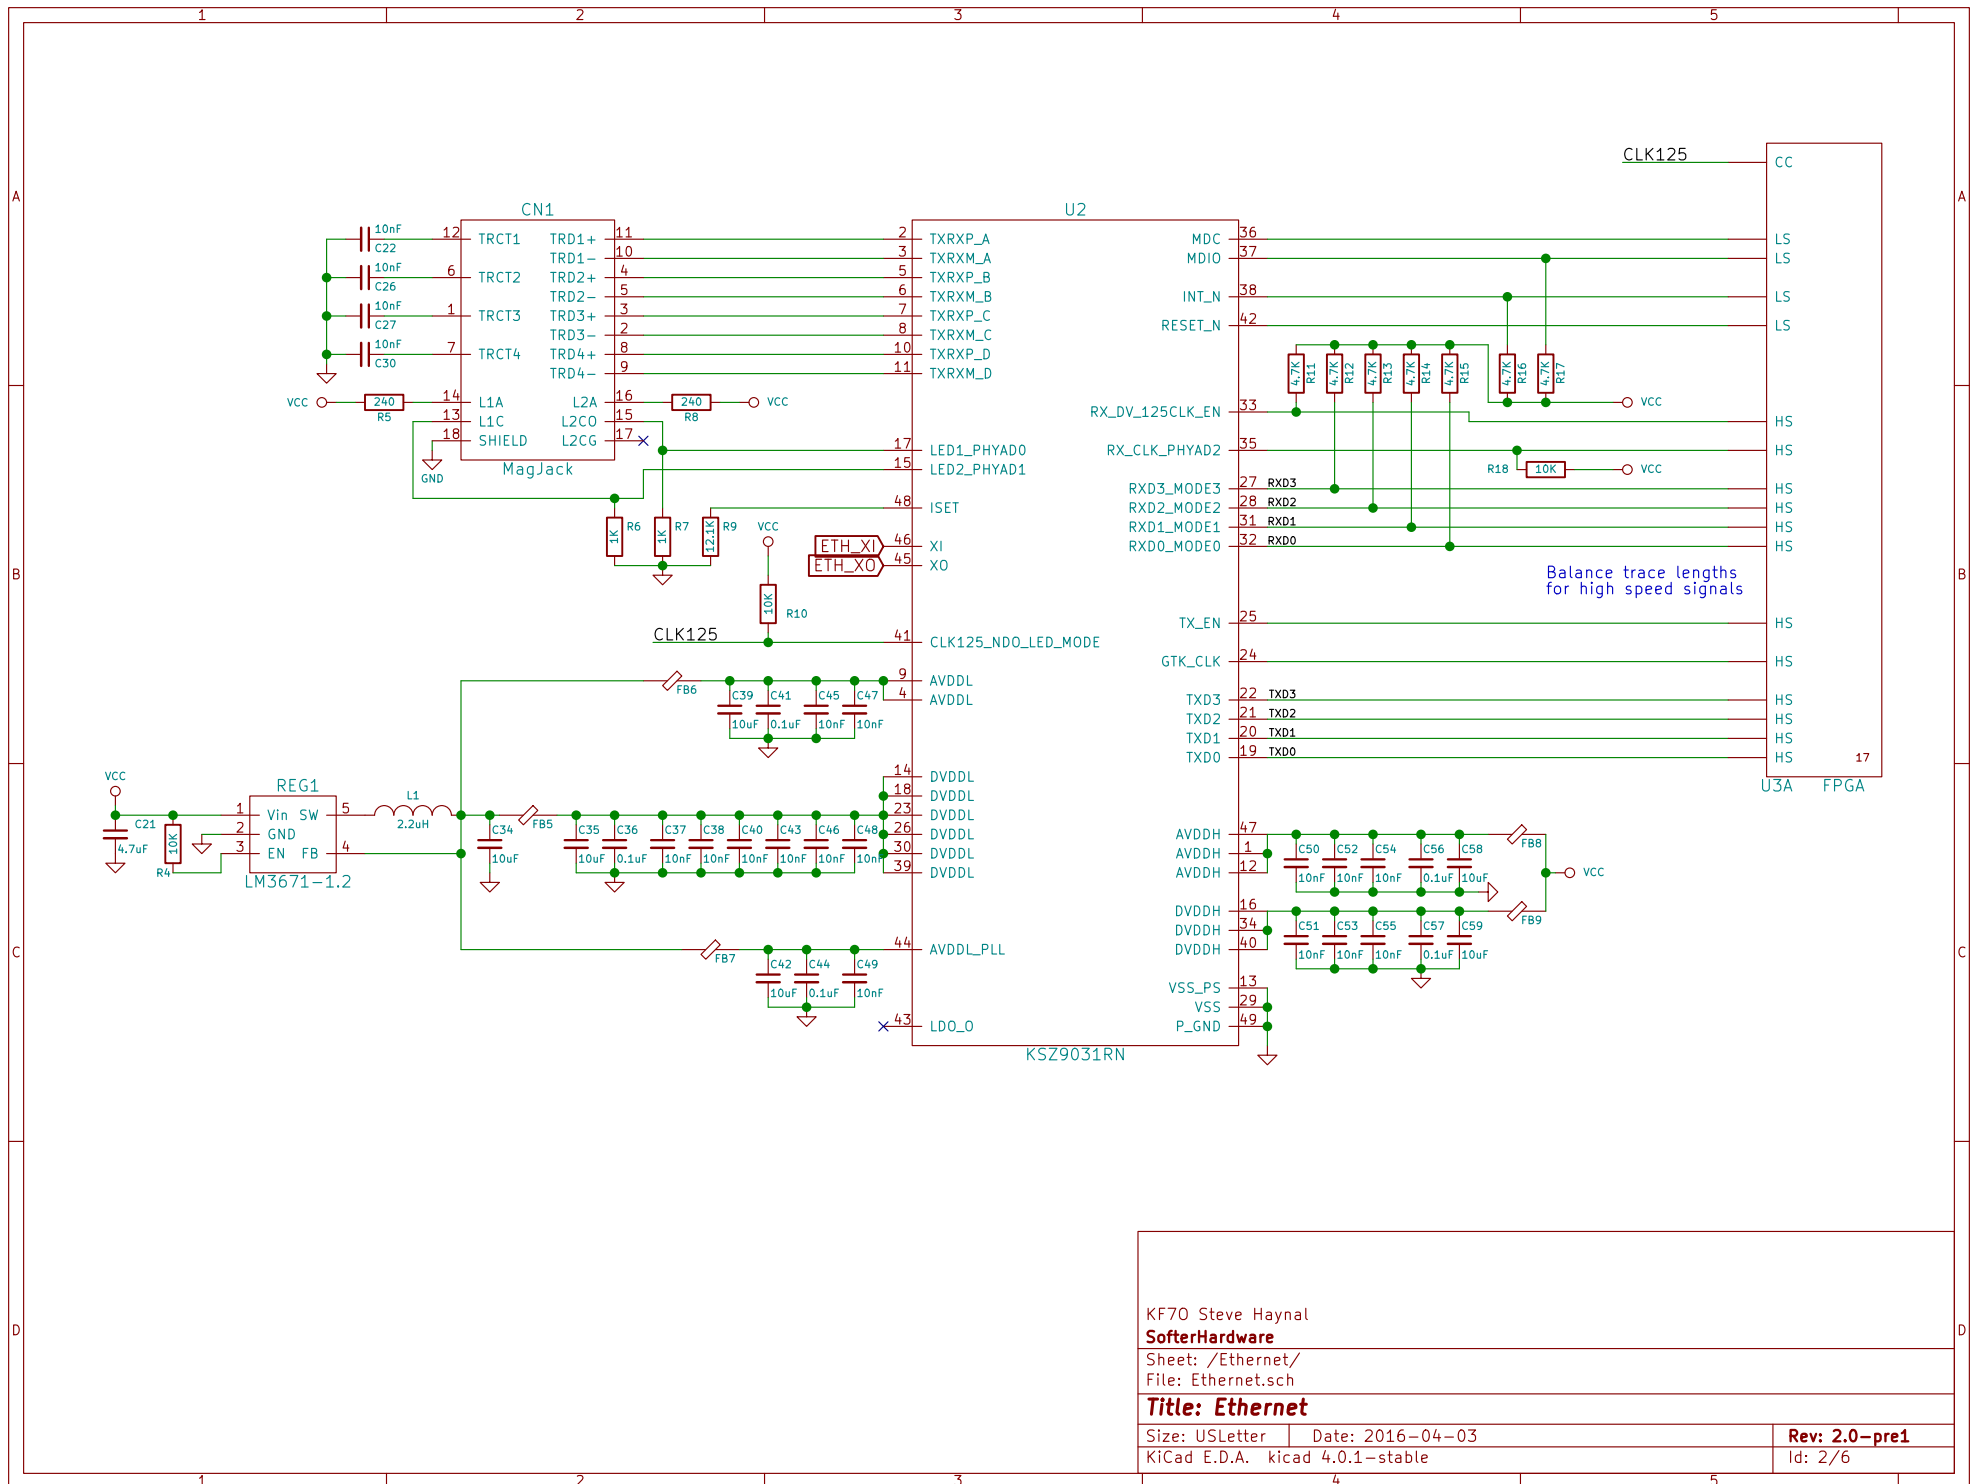 1 2 3 4 5
A A
B B
C C
D D
1 2 3 4 5
CN1
12 TRCT1
6 TRCT2
1 TRCT3
7 TRCT4
14 L1A
13 L1C
18 SHIELD
TRD1+ 11
TRD1- 10
TRD2+ 4
TRD2- 5
TRD3+ 3
TRD3- 2
TRD4+ 8
TRD4- 9
L2A 16
L2CO 15
L2CG 17
MagJack
10nF
C22
10nF
C26
10nF
C27
10nF
C30
VCC
240
R5
GND
240
R8
VCC
1K R6
1K R7
12.1K R9
VCC
10K R10
ETH_XI
ETH_XO
CLK125
U2
2 TXRXP_A
3 TXRXM_A
5 TXRXP_B
6 TXRXM_B
7 TXRXP_C
8 TXRXM_C
10 TXRXP_D
11 TXRXM_D
17 LED1_PHYAD0
15 LED2_PHYAD1
48 ISET
46 XI
45 XO
41 CLK125_NDO_LED_MODE
9 AVDDL
4 AVDDL
14 DVDDL
18 DVDDL
23 DVDDL
26 DVDDL
30 DVDDL
39 DVDDL
44 AVDDL_PLL
43 LDO_O
MDC 36
MDIO 37
INT_N 38
RESET_N 42
RX_DV_125CLK_EN 33
RX_CLK_PHYAD2 35
RXD3_MODE3 27 RXD3
RXD2_MODE2 28 RXD2
RXD1_MODE1 31 RXD1
RXD0_MODE0 32 RXD0
TX_EN 25
GTK_CLK 24
TXD3 22 TXD3
TXD2 21 TXD2
TXD1 20 TXD1
TXD0 19 TXD0
AVDDH 47
AVDDH 1
AVDDH 12
DVDDH 16
DVDDH 34
DVDDH 40
VSS_PS 13
VSS 29
P_GND 49
KSZ9031RN
4.7K R11
4.7K R12
4.7K R13
4.7K R14
4.7K R15
4.7K R16
4.7K R17
VCC
R18 10K VCC
Balance trace lengths
for high speed signals
CLK125
CC
LS
LS
LS
LS
HS
HS
HS
HS
HS
HS
HS
HS
HS
HS
HS
HS
17
U3A FPGA
FB6
C39 C41 C45 C47
10uF 0.1uF 10nF 10nF
VCC
C21
4.7uF
10K
R4
REG1
1 Vin SW 5
2 GND
3 EN FB 4
LM3671-1.2
L1
2.2uH
C34
10uF
FB5
C35 C36 C37 C38 C40 C43 C46 C48
10uF 0.1uF 10nF 10nF 10nF 10nF 10nF 10nF
FB7
C42 C44 C49
10uF 0.1uF 10nF
C50 C52 C54 C56 C58
10nF 10nF 10nF 0.1uF 10uF
FB8
VCC
C51 C53 C55 C57 C59
10nF 10nF 10nF 0.1uF 10uF
FB9
KF7O Steve Haynal
SofterHardware
Sheet: /Ethernet/
File: Ethernet.sch
Title: Ethernet
Size: USLetter Date: 2016-04-03 Rev: 2.0-pre1
KiCad E.D.A. kicad 4.0.1-stable Id: 2/6